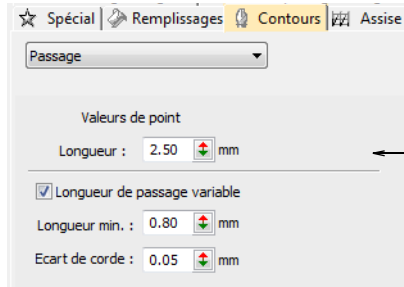 Spécial Remplissages Contours Assise
Passage
Valeurs de point
Longueur : 2.50 mm
Longueur de passage variable
Longueur min. : 0.80 mm
Ecart de corde : 0.05 mm